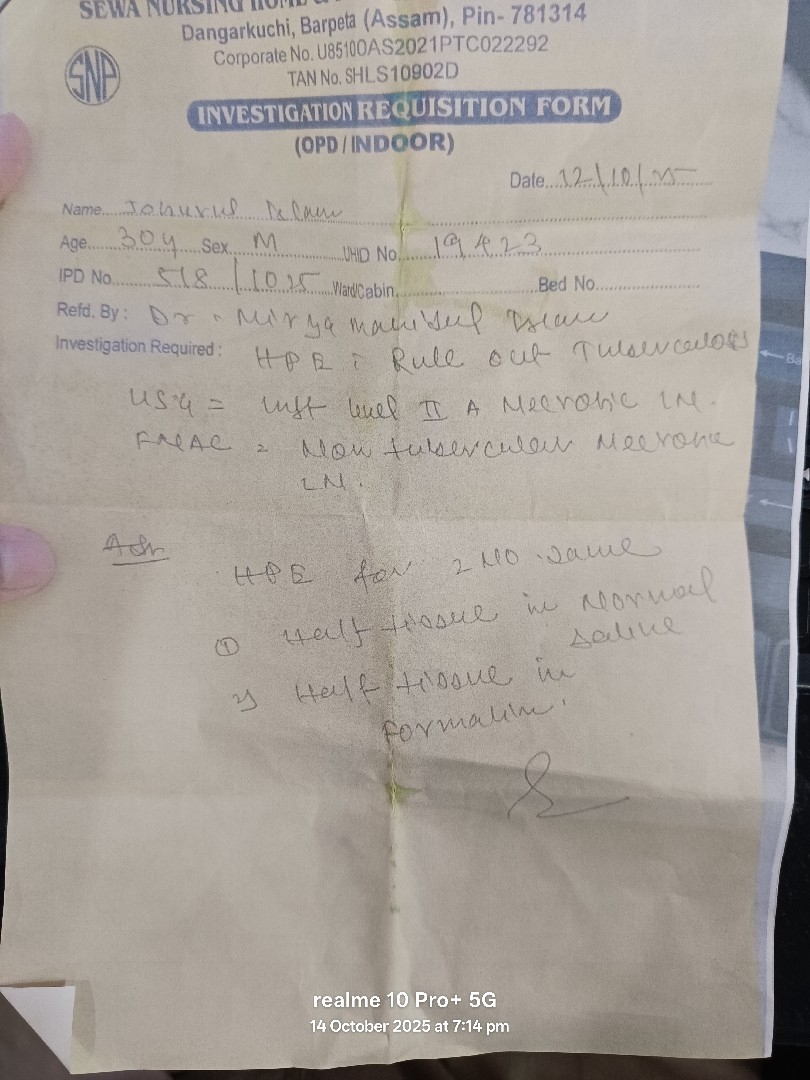 SEWA NURSING HOME &
Dangarkuchi, Barpeta (Assam), Pin- 781314
Corporate No. U85100AS2021PTC022292
TAN No. SHLS10902D
SNP
INVESTIGATION REQUISITION FORM
(OPD / INDOOR)
Date...12/10/25
Name... Islam
Age...30y Sex...M UHID No...19423
IPD No...518/1025 Ward/Cabin... Bed No...
Refd. By : Dr. Islam
Investigation Required : HPE : Rule out Tuberculosis
USG = level II A Necrotic LN.
FNAC = Non tubercular Necrotic
LN.
Adv
HPE for 2 NO.
① Half tissue in Normal
saline
2) Half tissue in
Formalin.
realme 10 Pro+ 5G
14 October 2025 at 7:14 pm